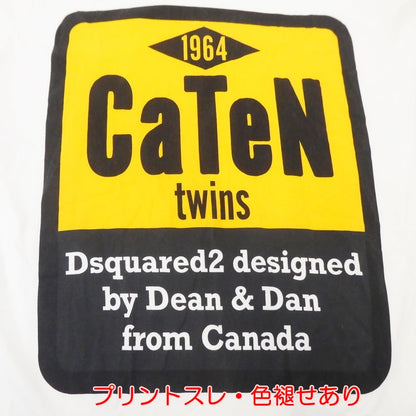 1964
CaTeN
twins
Dsquared2 designed
by Dean & Dan
from Canada
プリントスレ・色褪せあり